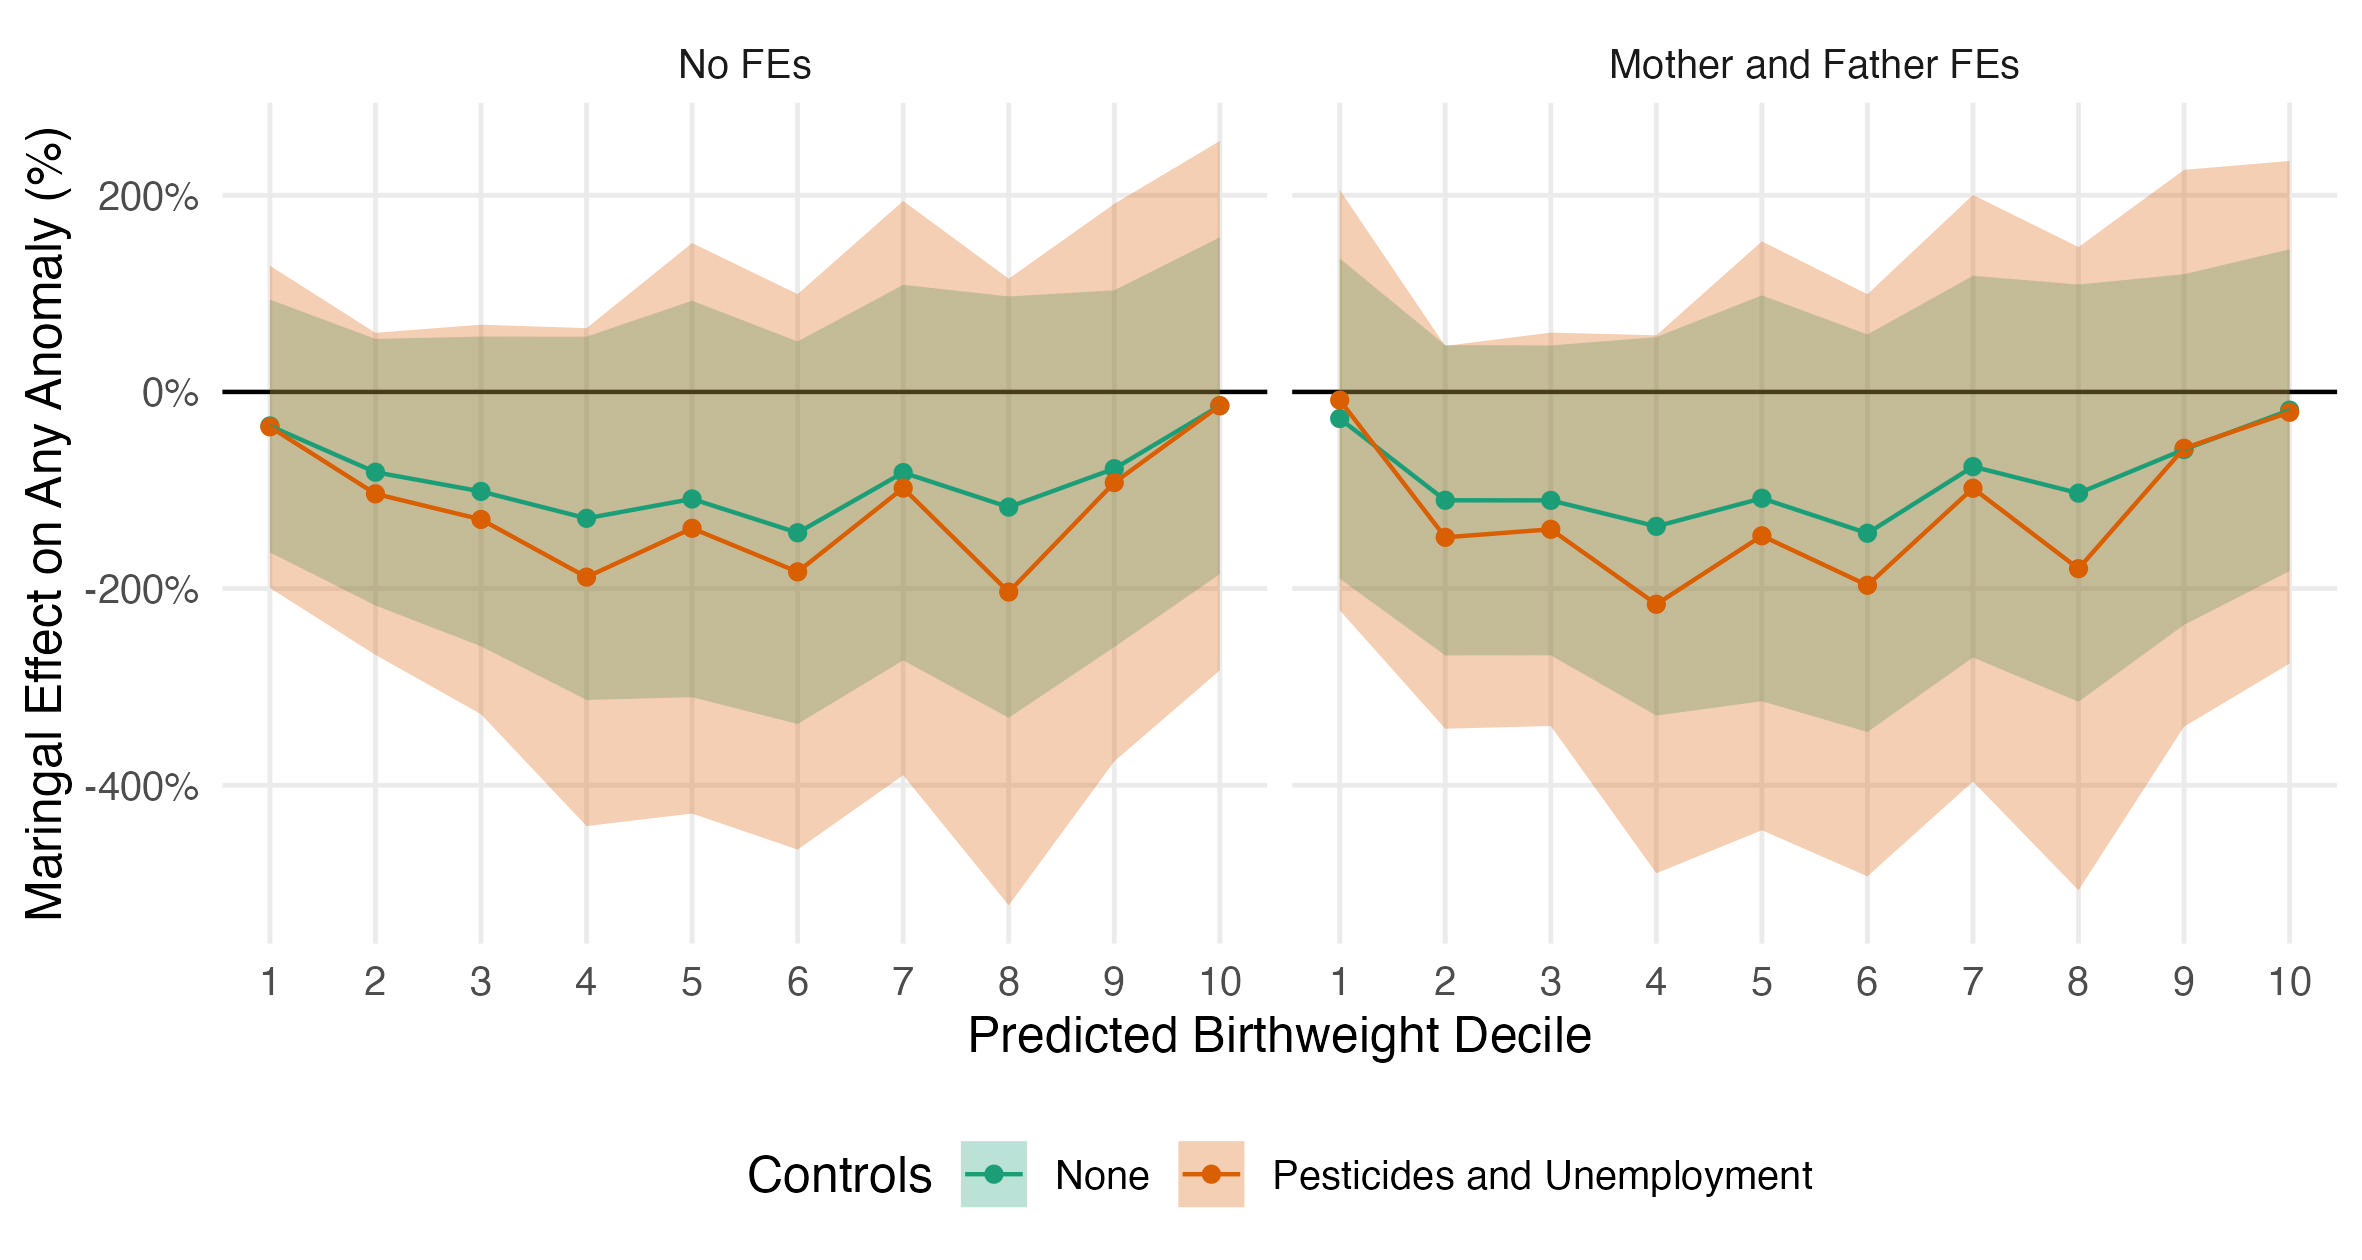 No FEs
Mother and Father FEs
Maringal Effect on Any Anomaly (%)
200%
0%
-200%
-400%
1 2 3 4 5 6 7 8 9 10
1 2 3 4 5 6 7 8 9 10
Predicted Birthweight Decile
Controls None Pesticides and Unemployment